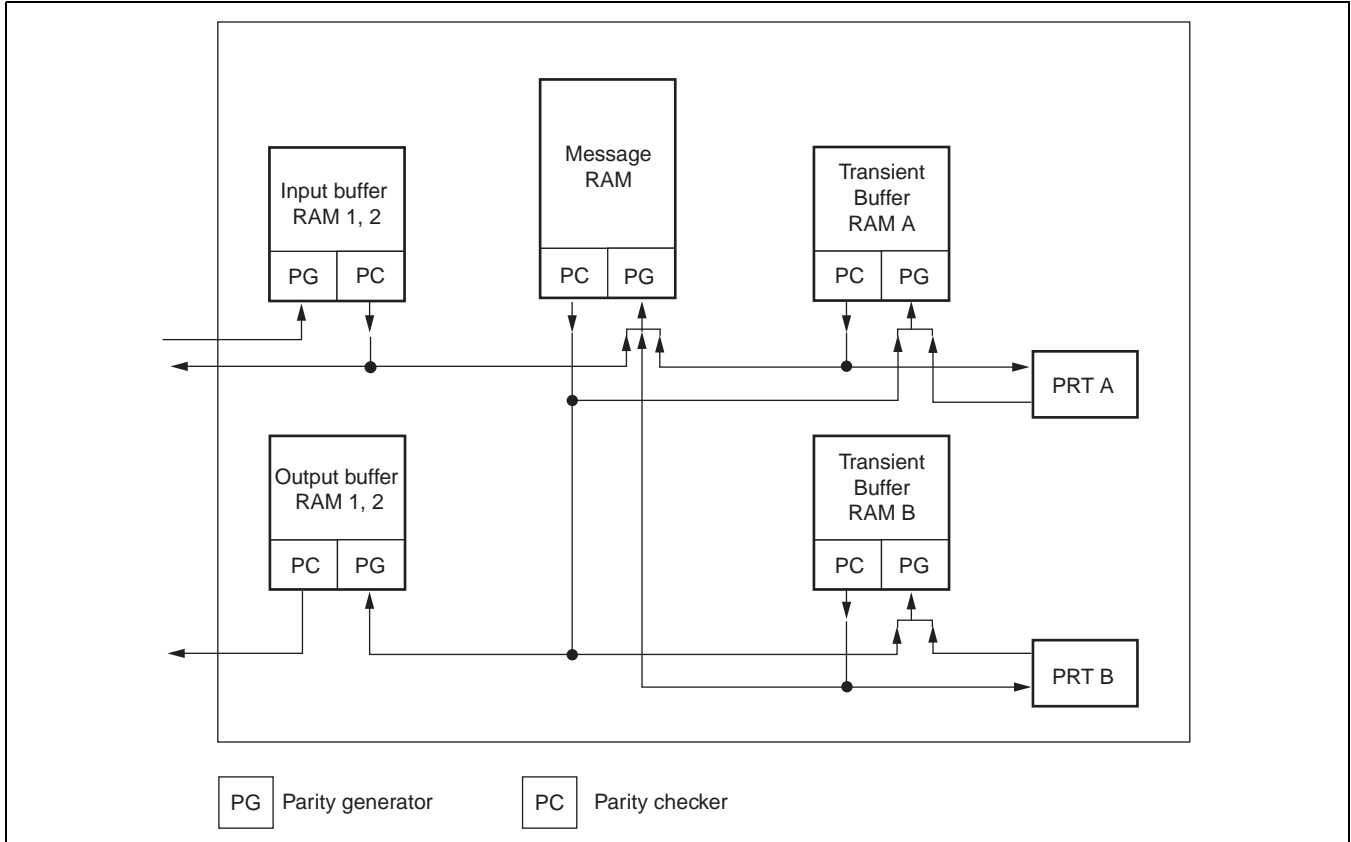 Message
RAM
PC
PG
Input buffer
RAM 1, 2
PG
PC
Transient
Buffer
RAM A
PC
PG
PRT A
Output buffer
RAM 1, 2
PC
PG
Transient
Buffer
RAM B
PC
PG
PRT B
PG Parity generator
PC Parity checker